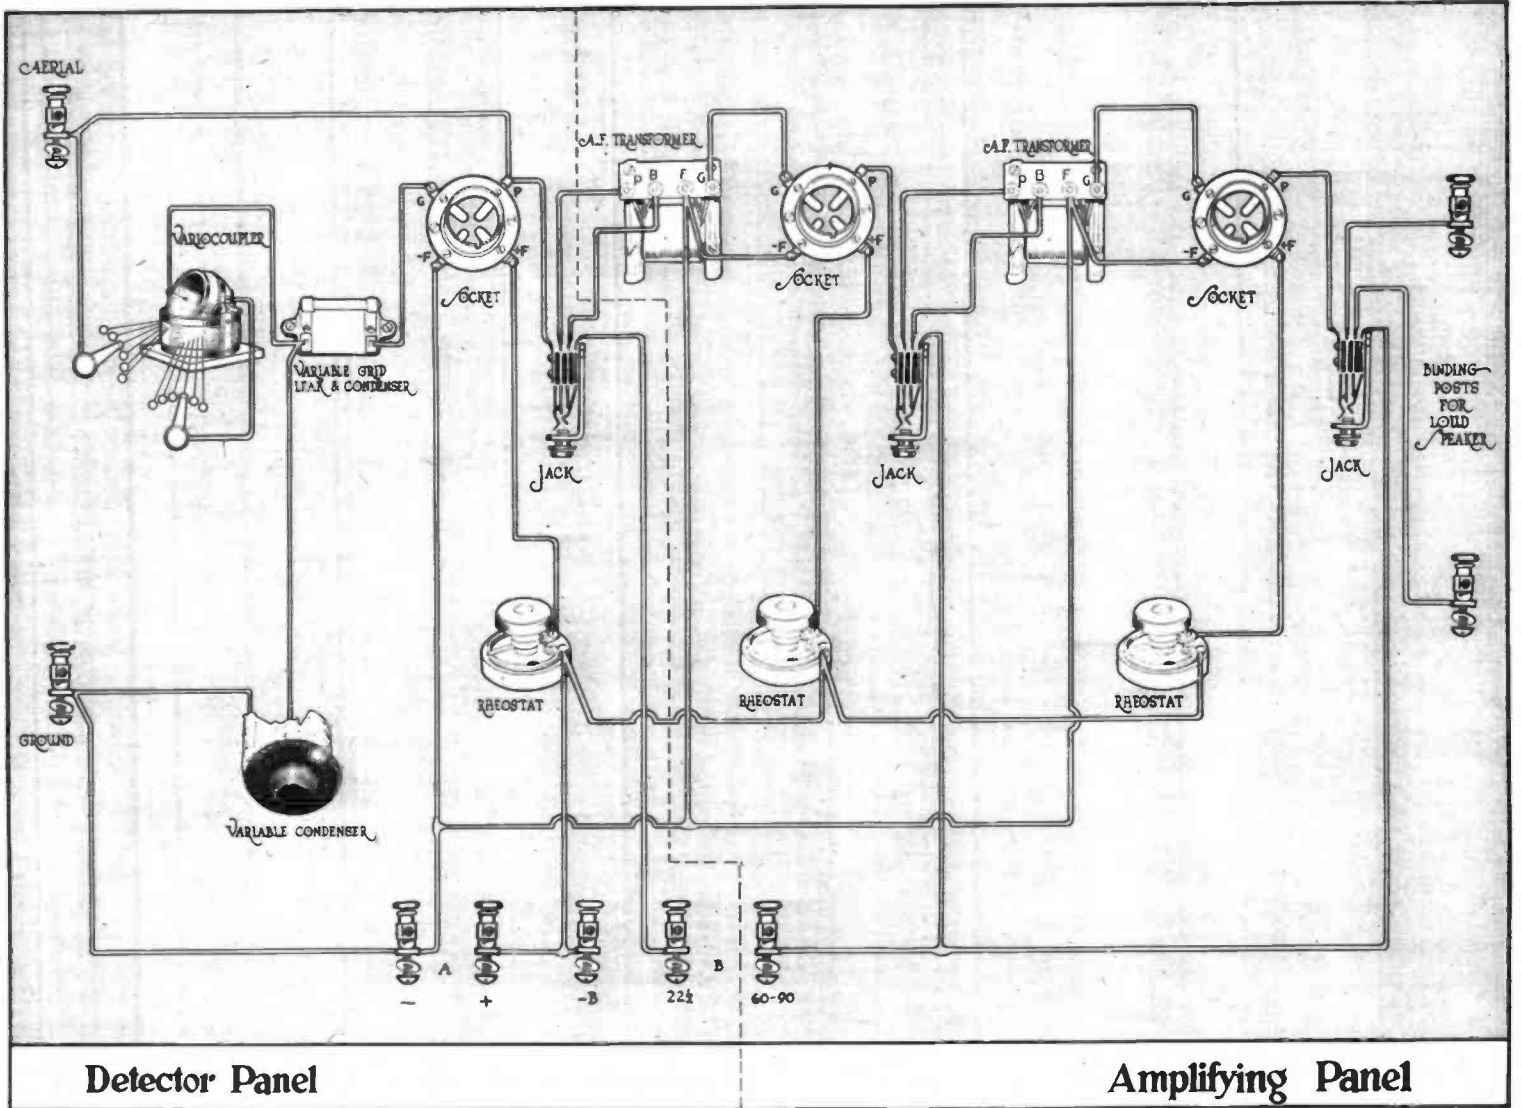 AERIAL
A.F. TRANSFORMER
A.F. TRANSFORMER
P B F G
P B F G
G P
-F +F
G P
-F +F
G P
-F +F
VARIOCOUPLER
SOCKET
SOCKET
SOCKET
VARIABLE GRID
LEAK & CONDENSER
BINDING
POSTS
FOR
LOUD
SPEAKER
JACK
JACK
JACK
RHEOSTAT
RHEOSTAT
RHEOSTAT
GROUND
VARIABLE CONDENSER
A
B
-
+
-B
22½
60-90
Detector Panel
Amplifying Panel